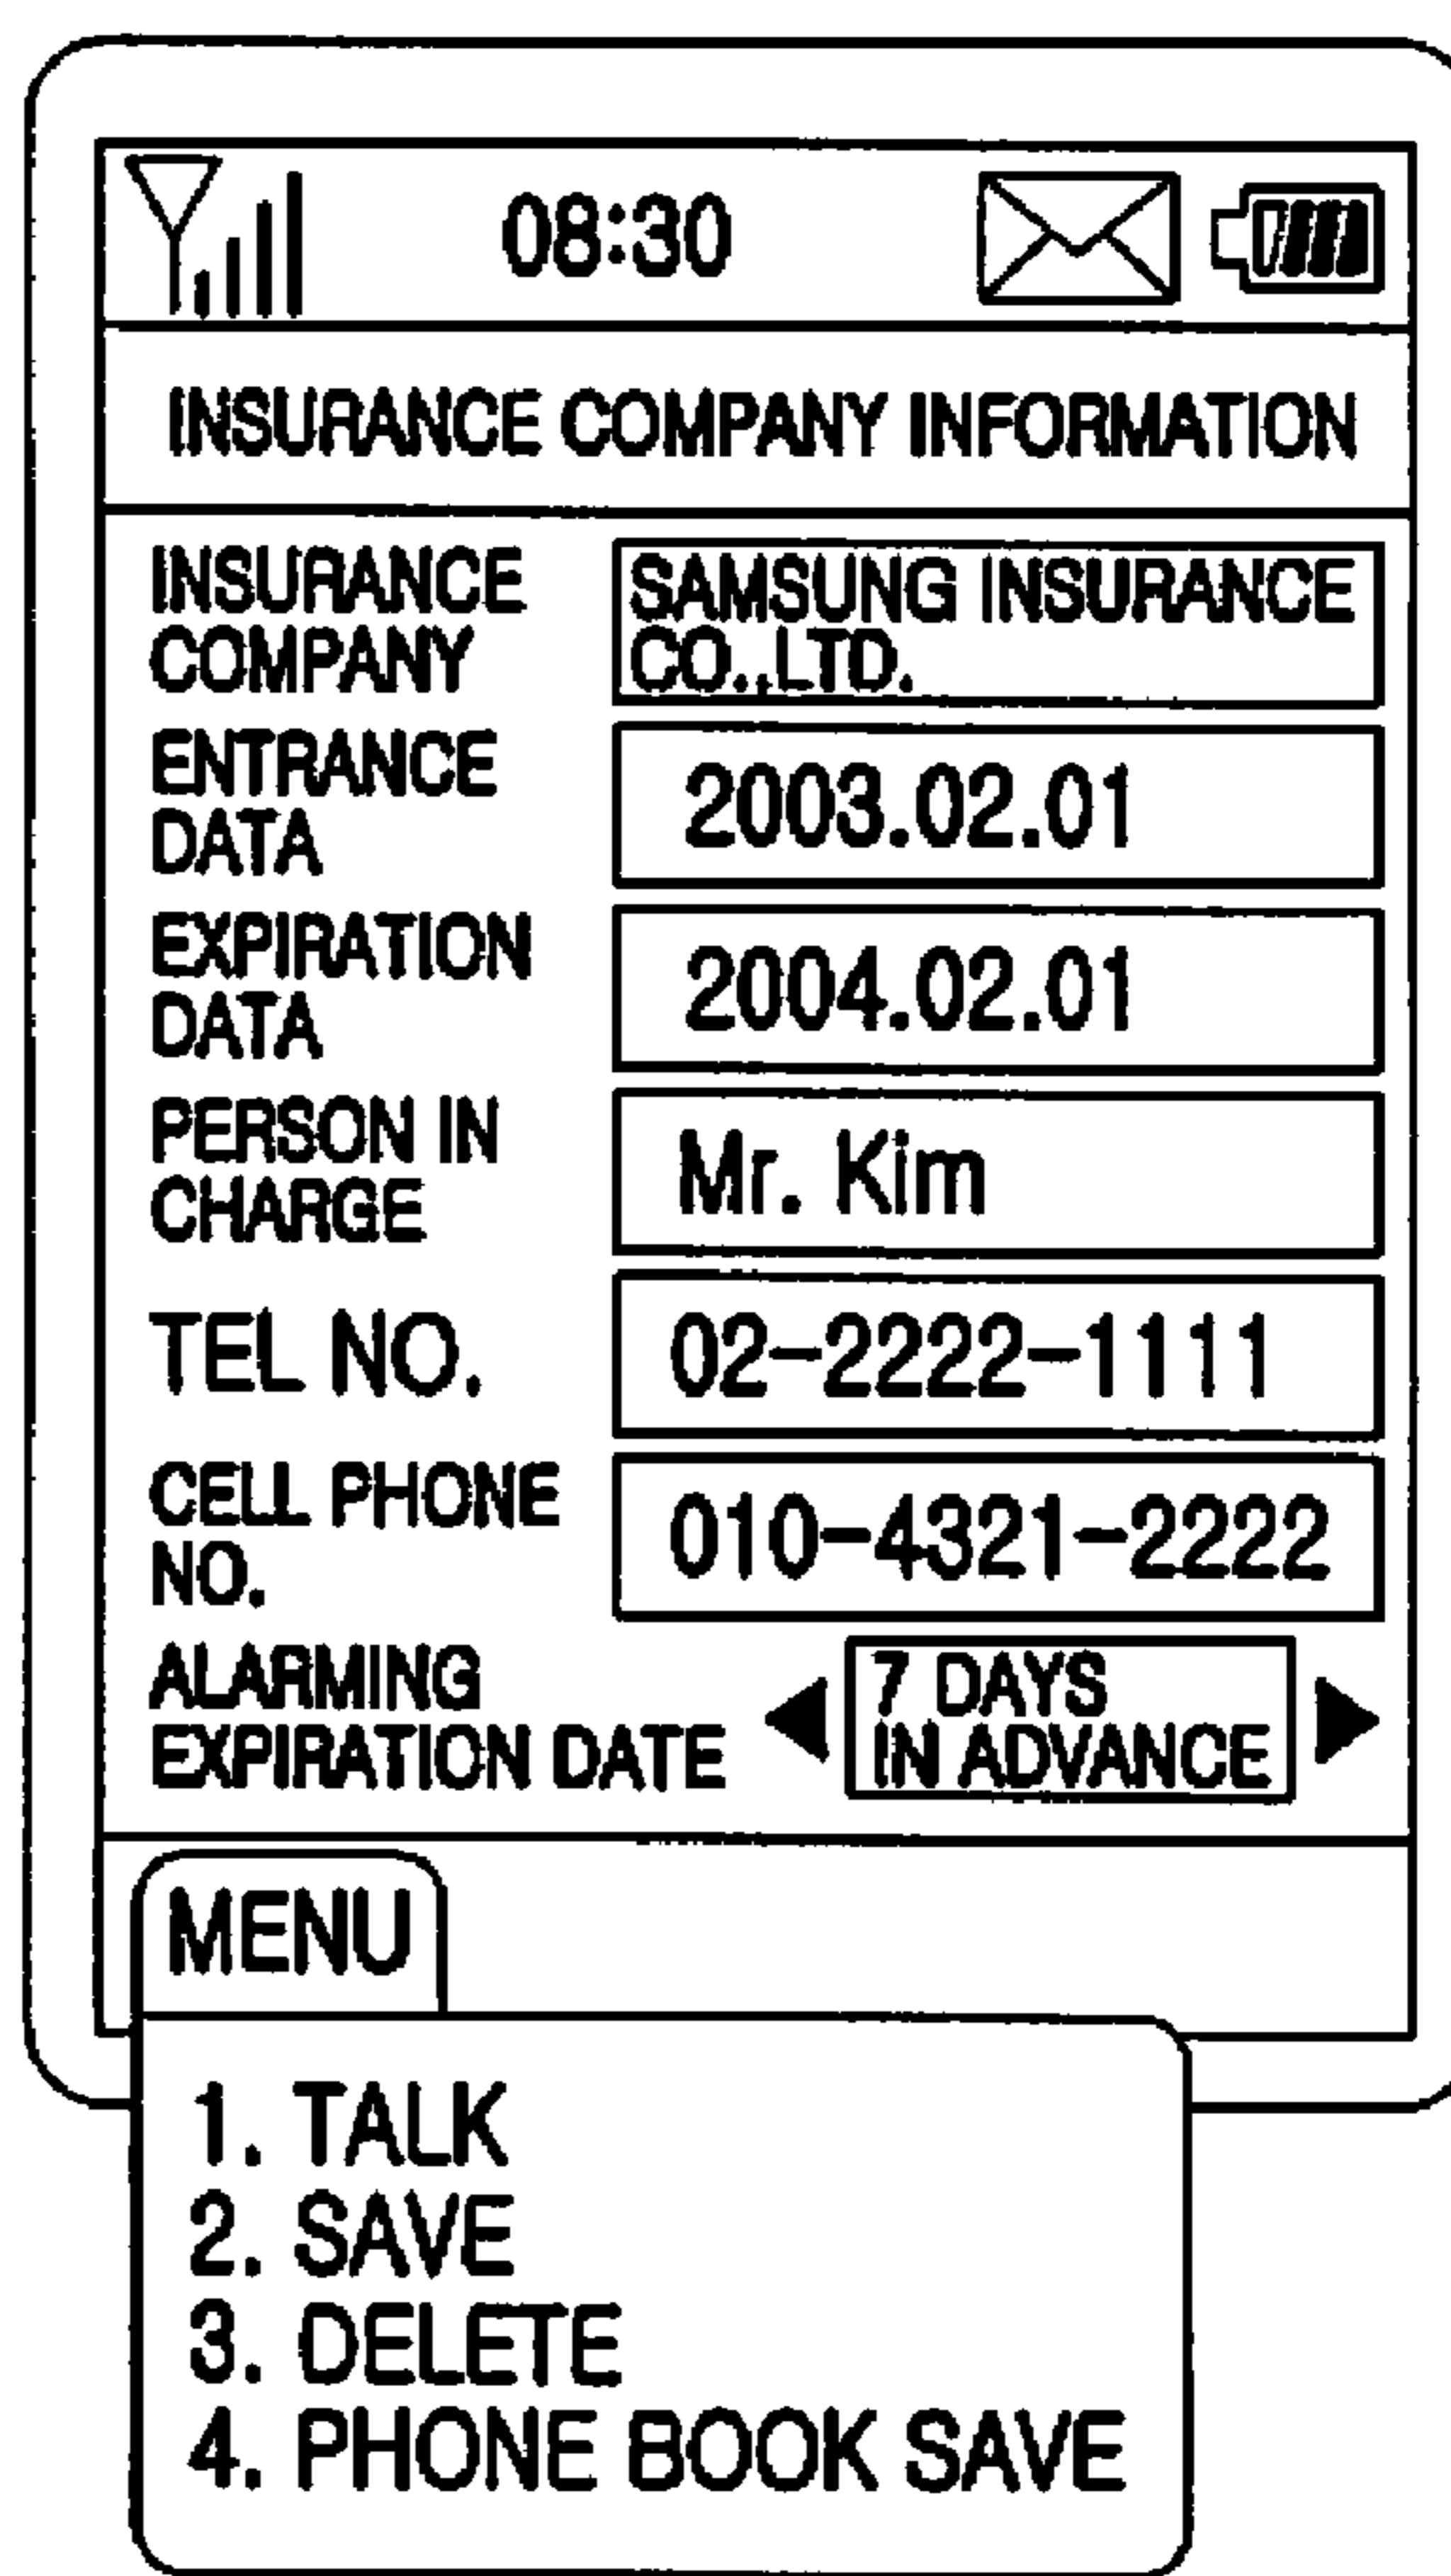 08:30
INSURANCE COMPANY INFORMATION
INSURANCE
COMPANY
SAMSUNG INSURANCE
CO.,LTD.
ENTRANCE
DATA
2003.02.01
EXPIRATION
DATA
2004.02.01
PERSON IN
CHARGE
Mr. Kim
TEL NO.
02-2222-1111
CELL PHONE
NO.
010-4321-2222
ALARMING
EXPIRATION DATE
7 DAYS
IN ADVANCE
MENU
1. TALK
2. SAVE
3. DELETE
4. PHONE BOOK SAVE